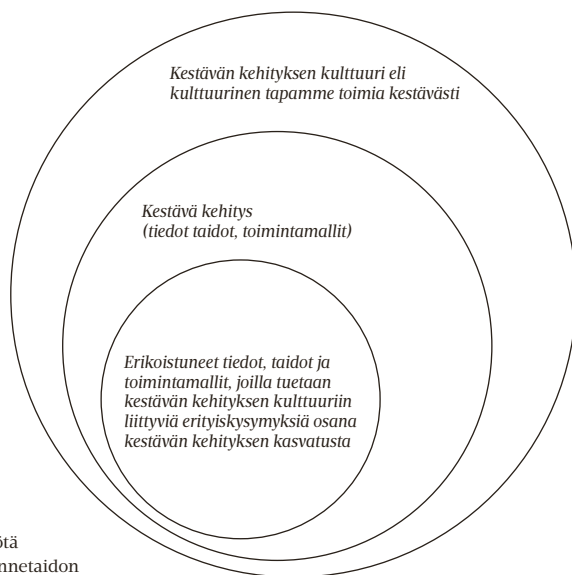 Kestävän kehityksen kulttuuri eli
kulttuurinen tapamme toimia kestävästi
Kestävä kehitys
(tiedot taidot, toimintamallit)
Erikoistuneet tiedot, taidot ja
toimintamallit, joilla tuetaan
kestävän kehityksen kulttuuriin
liittyviä erityiskysymyksiä osana
kestävän kehityksen kasvatusta